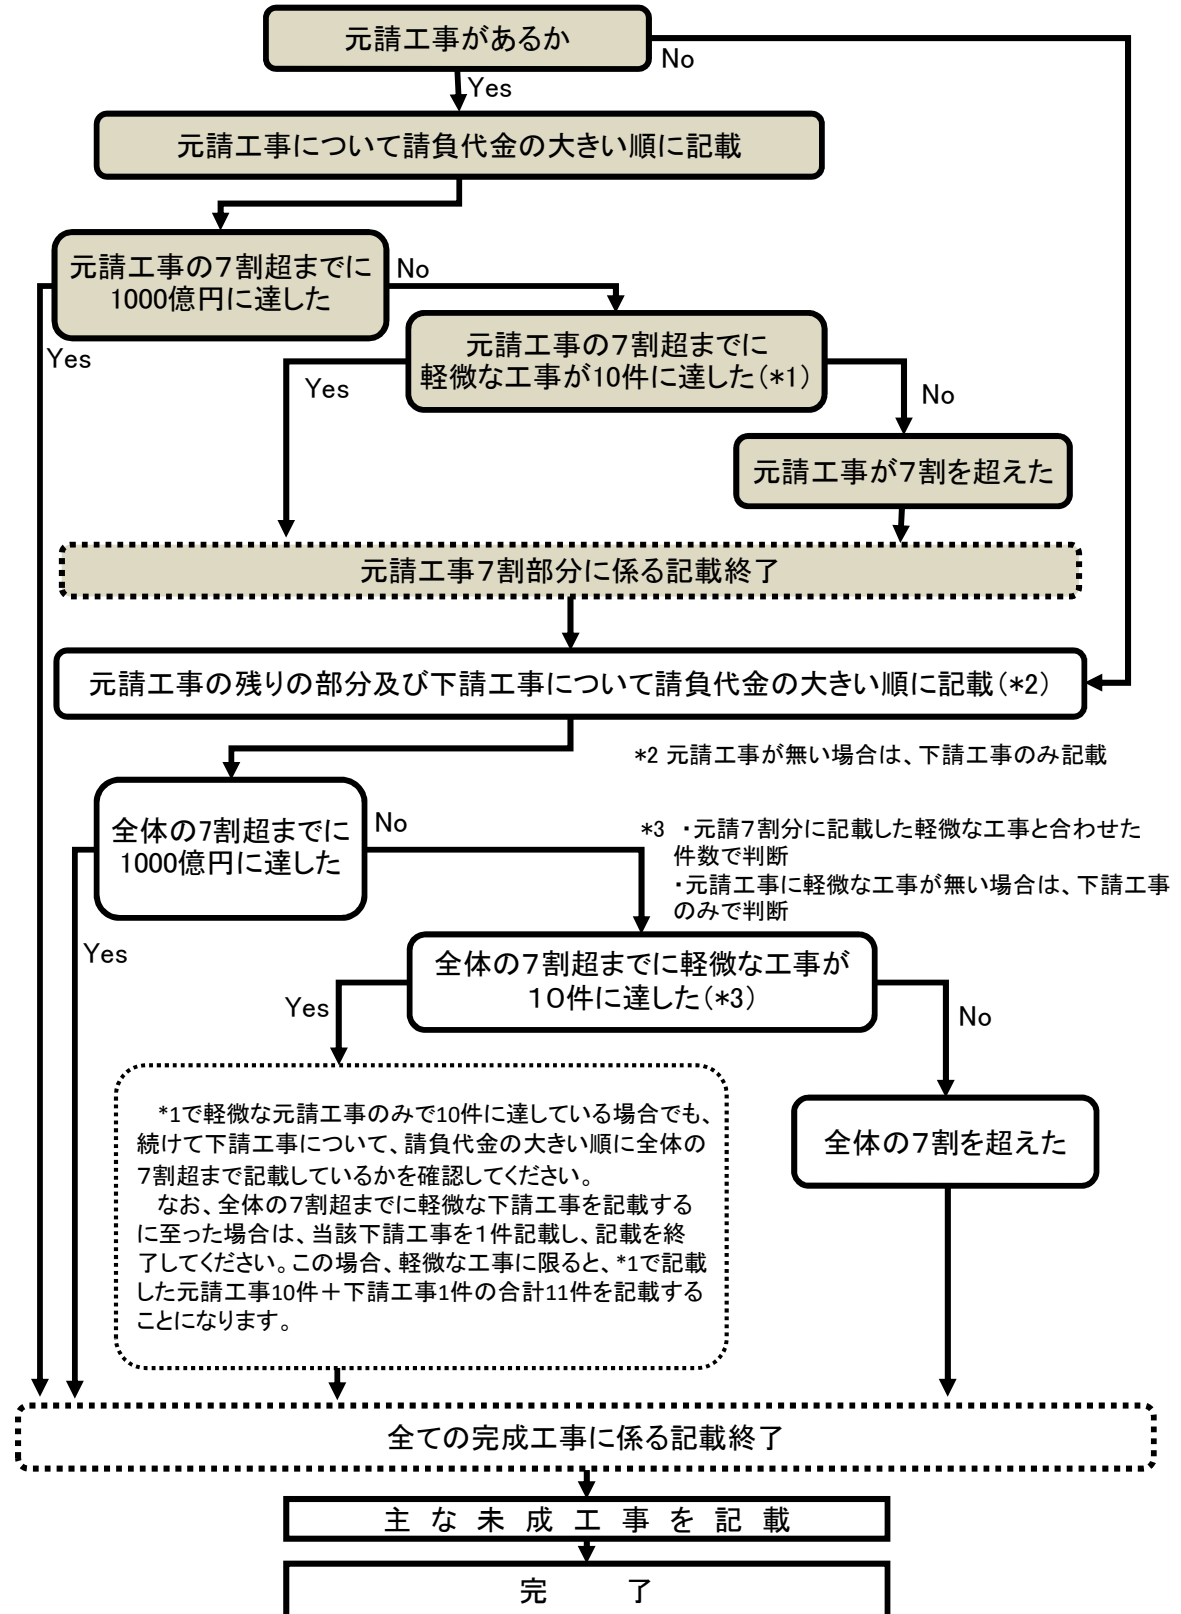 元請工事があるか
No
Yes
元請工事について請負代金の大きい順に記載
元請工事の７割超までに
1000億円に達した
No
Yes
元請工事の７割超までに
軽微な工事が10件に達した(*1)
Yes
No
元請工事が７割を超えた
元請工事７割部分に係る記載終了
元請工事の残りの部分及び下請工事について請負代金の大きい順に記載(*2)
*2 元請工事が無い場合は、下請工事のみ記載
全体の7割超までに
1000億円に達した
No
Yes
*3 ・元請７割分に記載した軽微な工事と合わせた
件数で判断
・元請工事に軽微な工事が無い場合は、下請工事
のみで判断
全体の７割超までに軽微な工事が
１０件に達した(*3)
Yes
No
*1で軽微な元請工事のみで10件に達している場合でも、
続けて下請工事について、請負代金の大きい順に全体の
７割超まで記載しているかを確認してください。
なお、全体の７割超までに軽微な下請工事を記載する
に至った場合は、当該下請工事を１件記載し、記載を終
了してください。この場合、軽微な工事に限ると、*1で記載
した元請工事10件＋下請工事1件の合計11件を記載する
ことになります。
全体の７割を超えた
全ての完成工事に係る記載終了
主 な 未 成 工 事 を 記 載
完 了